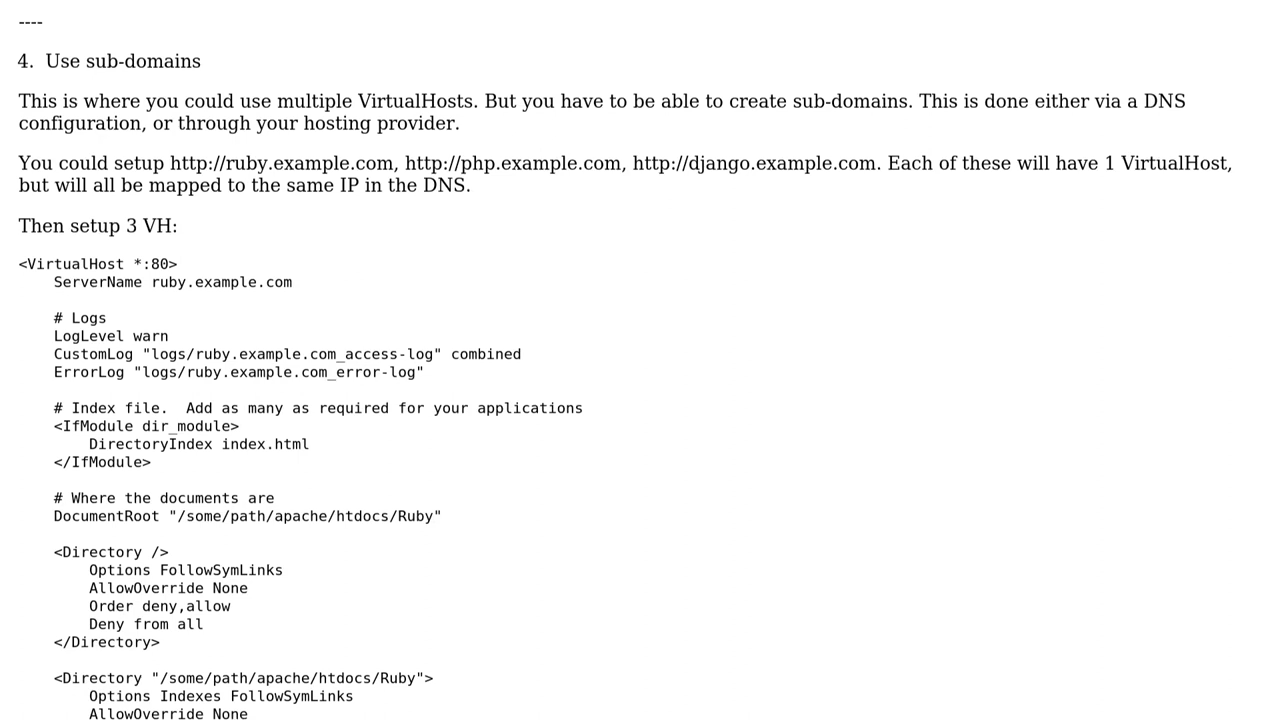 ----
4. Use sub-domains
This is where you could use multiple VirtualHosts. But you have to be able to create sub-domains. This is done either via a DNS
configuration, or through your hosting provider.
You could setup http://ruby.example.com, http://php.example.com, http://django.example.com. Each of these will have 1 VirtualHost,
but will all be mapped to the same IP in the DNS.
Then setup 3 VH:
<VirtualHost *:80>
    ServerName ruby.example.com
    # Logs
    LogLevel warn
    CustomLog "logs/ruby.example.com_access-log" combined
    ErrorLog "logs/ruby.example.com_error-log"
    # Index file.  Add as many as required for your applications
    <IfModule dir_module>
        DirectoryIndex index.html
    </IfModule>
    # Where the documents are
    DocumentRoot "/some/path/apache/htdocs/Ruby"
    <Directory />
        Options FollowSymLinks
        AllowOverride None
        Order deny,allow
        Deny from all
    </Directory>
    <Directory "/some/path/apache/htdocs/Ruby">
        Options Indexes FollowSymLinks
        AllowOverride None